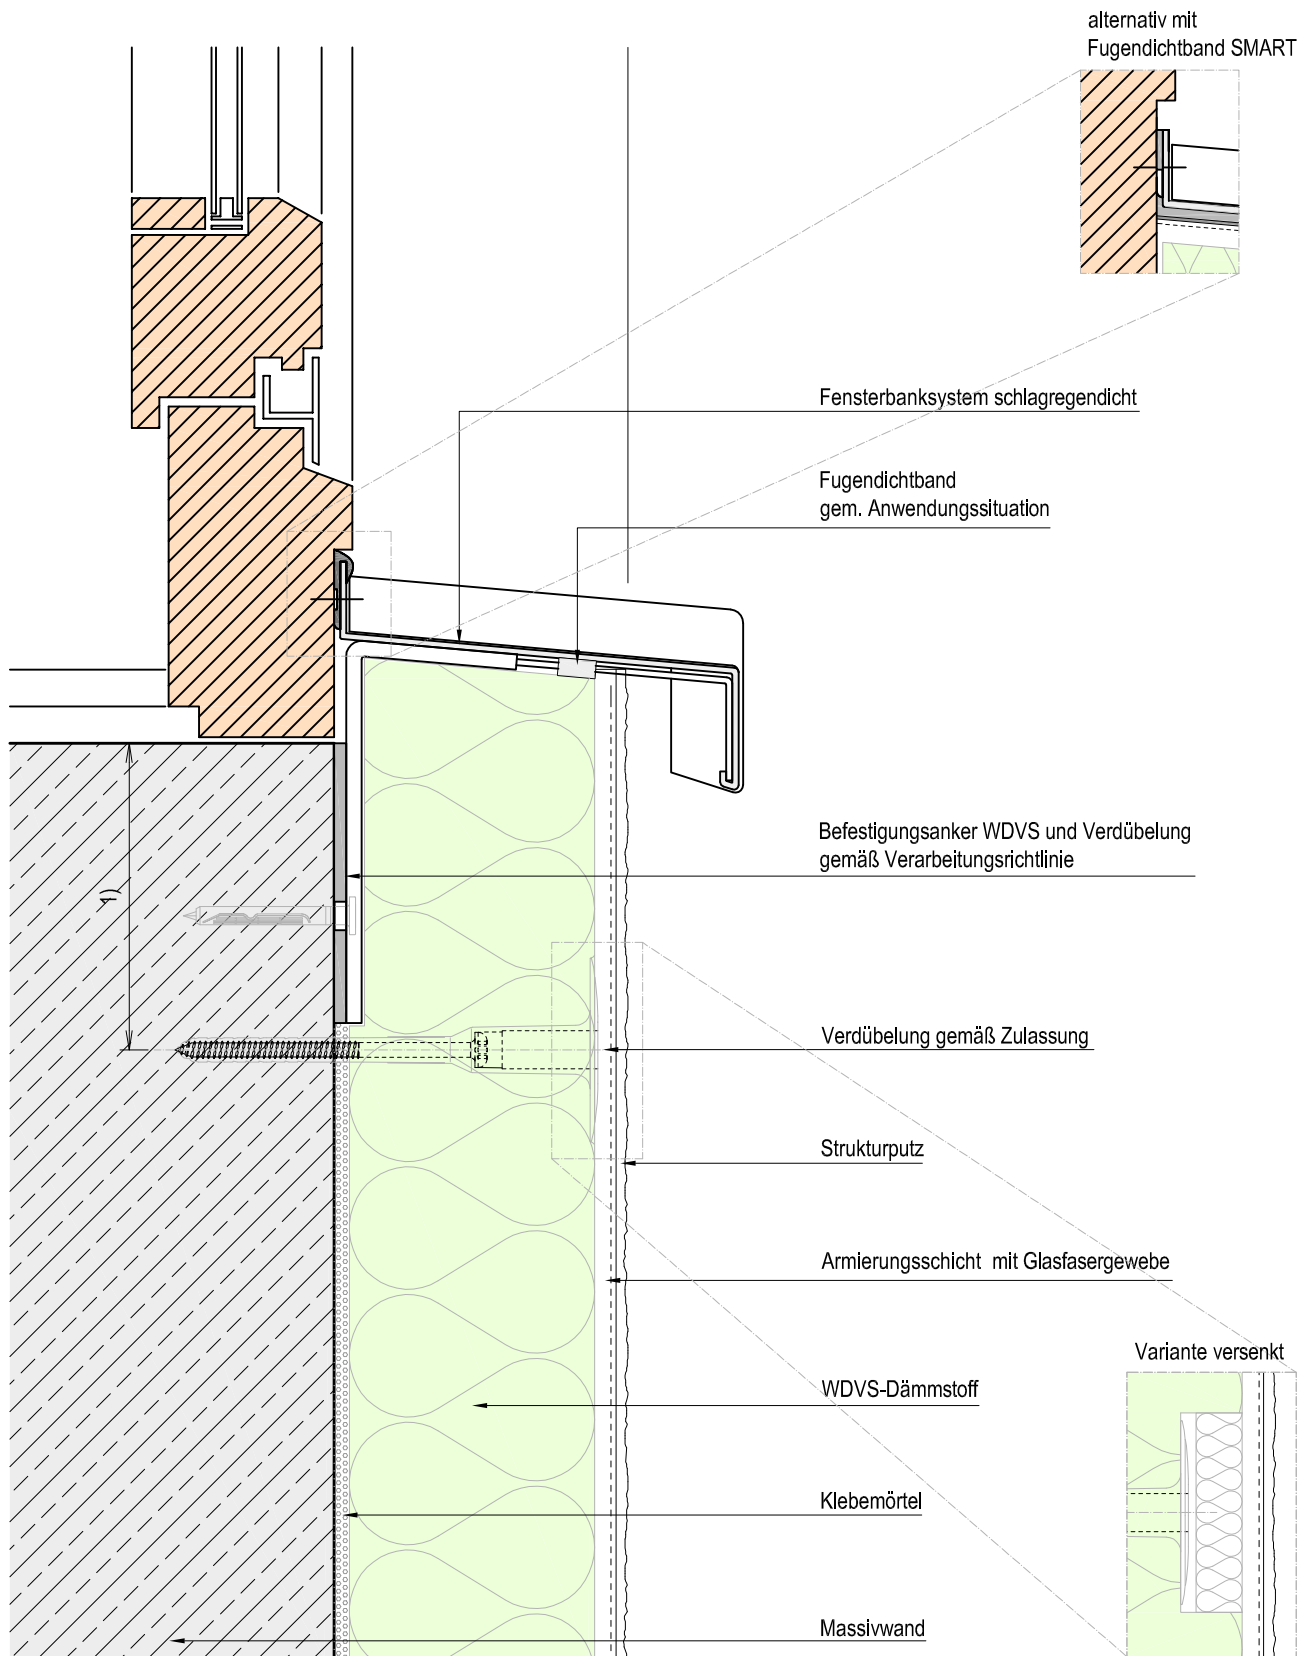 alternativ mit
Fugendichtband SMART
Fensterbanksystem schlagregendicht
Fugendichtband
gem. Anwendungssituation
Befestigungsanker WDVS und Verdübelung
gemäß Verarbeitungsrichtlinie
1)
Verdübelung gemäß Zulassung
Strukturputz
Armierungsschicht mit Glasfasergewebe
Variante versenkt
WDVS-Dämmstoff
Klebemörtel
Massivwand